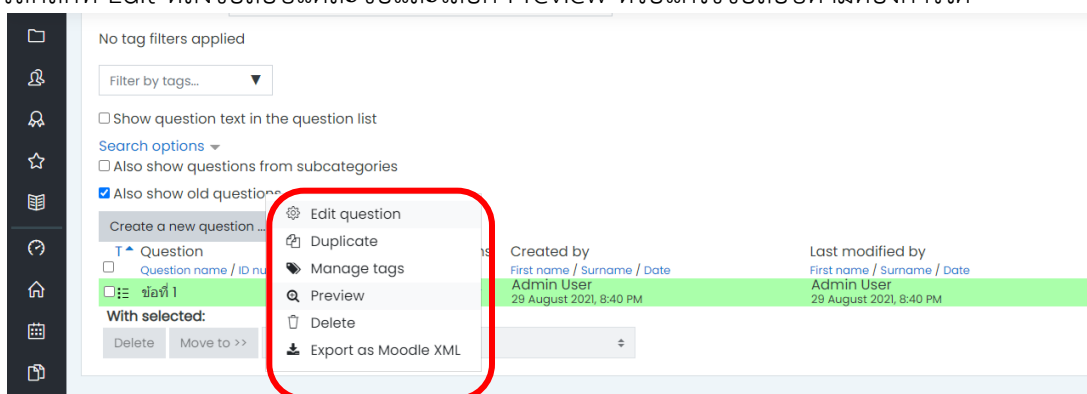 Edit Preview
No tag filters applied
Filter by tags...
Show question text in the question list
Search options
Also show questions from subcategories
Also show old questions
Create a new question ...
Edit question
Duplicate
Manage tags
Preview
Delete
Export as Moodle XML
T Question Created by Last modified by
Question name / ID First name / Surname / Date First name / Surname / Date
ข้อที่ 1 Admin User Admin User
29 August 2021, 8:40 PM 29 August 2021, 8:40 PM
With selected:
Delete Move to >>